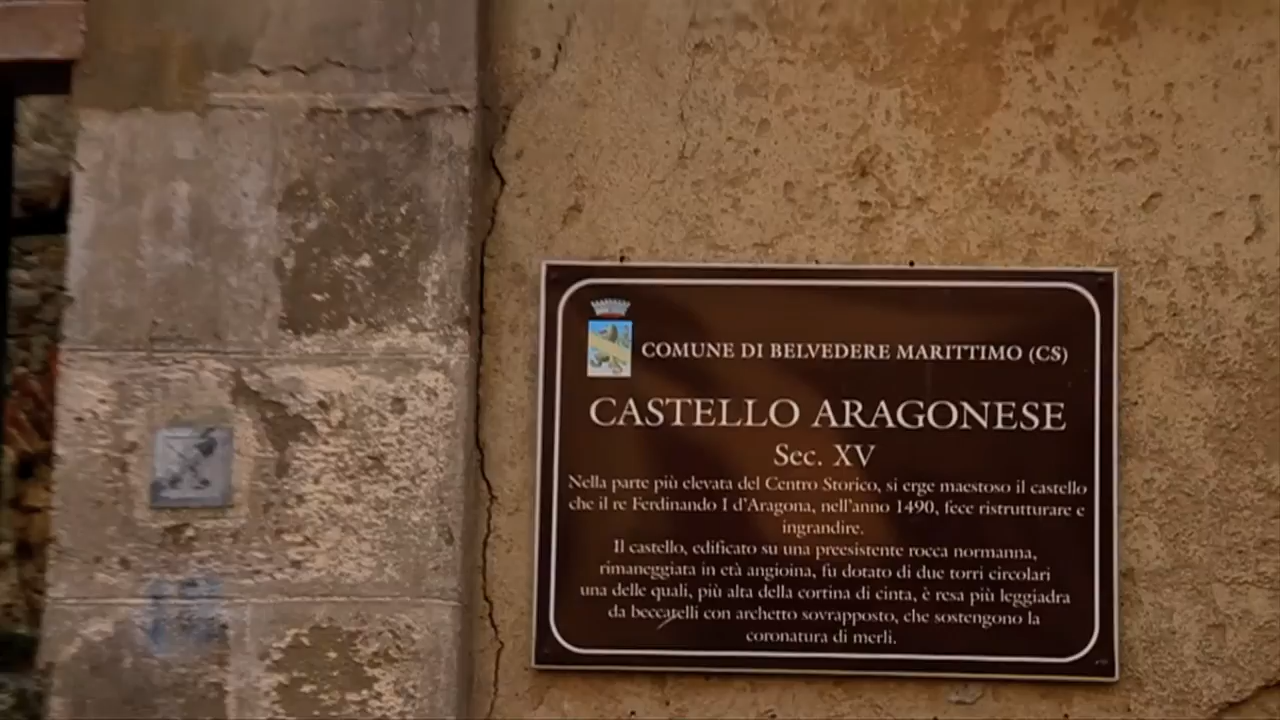 COMUNE DI BELVEDERE MARITTIMO (CS)
CASTELLO ARAGONESE
Sec. XV
Nella parte più elevata del Centro Storico, si erge maestoso il castello
che il re Ferdinando I d'Aragona, nell'anno 1490, fece ristrutturare e
ingrandire.
Il castello, edificato su una preesistente rocca normanna,
rimaneggiata in età angioina, fu dotato di due torri circolari
una delle quali, più alta della cortina di cinta, è resa più leggiadra
da beccatelli con archetto sovrapposto, che sostengono la
coronatura di merli.